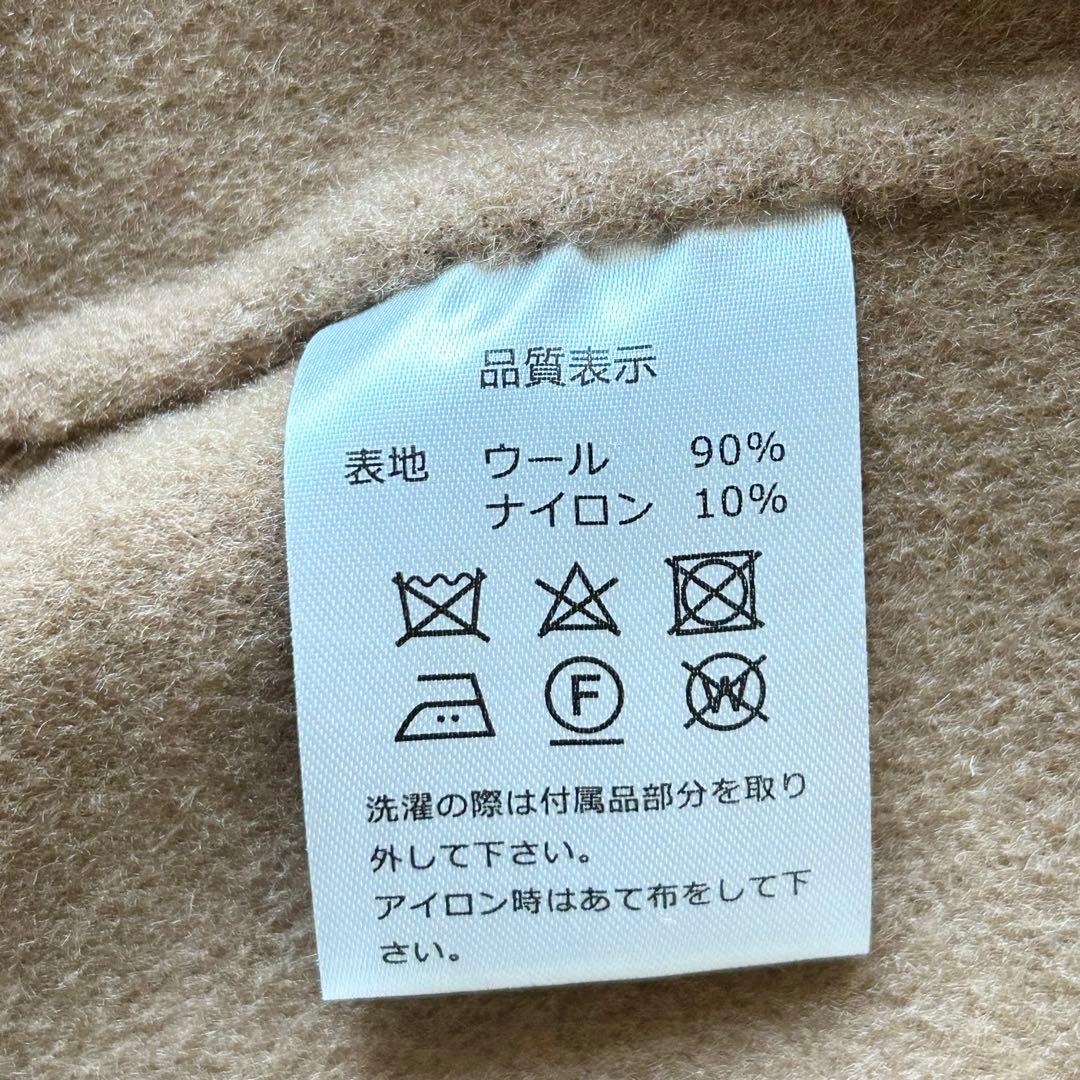 品質表示
表地 ウール 90%
ナイロン 10%
F W
洗濯の際は付属品部分を取り
外して下さい。
アイロン時はあて布をして下
さい。